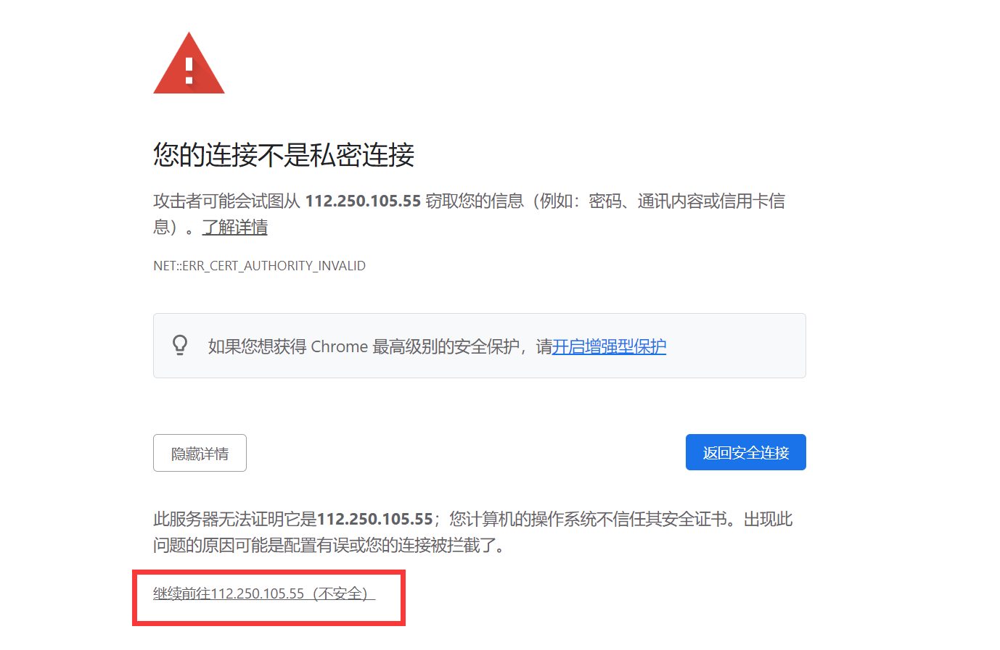 您的连接不是私密连接
攻击者可能会试图从 112.250.105.55 窃取您的信息（例如：密码、通讯内容或信用卡信
息）。了解详情
NET::ERR_CERT_AUTHORITY_INVALID
如果您想获得 Chrome 最高级别的安全保护，请开启增强型保护
隐藏详情
返回安全连接
此服务器无法证明它是112.250.105.55；您计算机的操作系统不信任其安全证书。出现此
问题的原因可能是配置有误或您的连接被拦截了。
继续前往112.250.105.55（不安全）